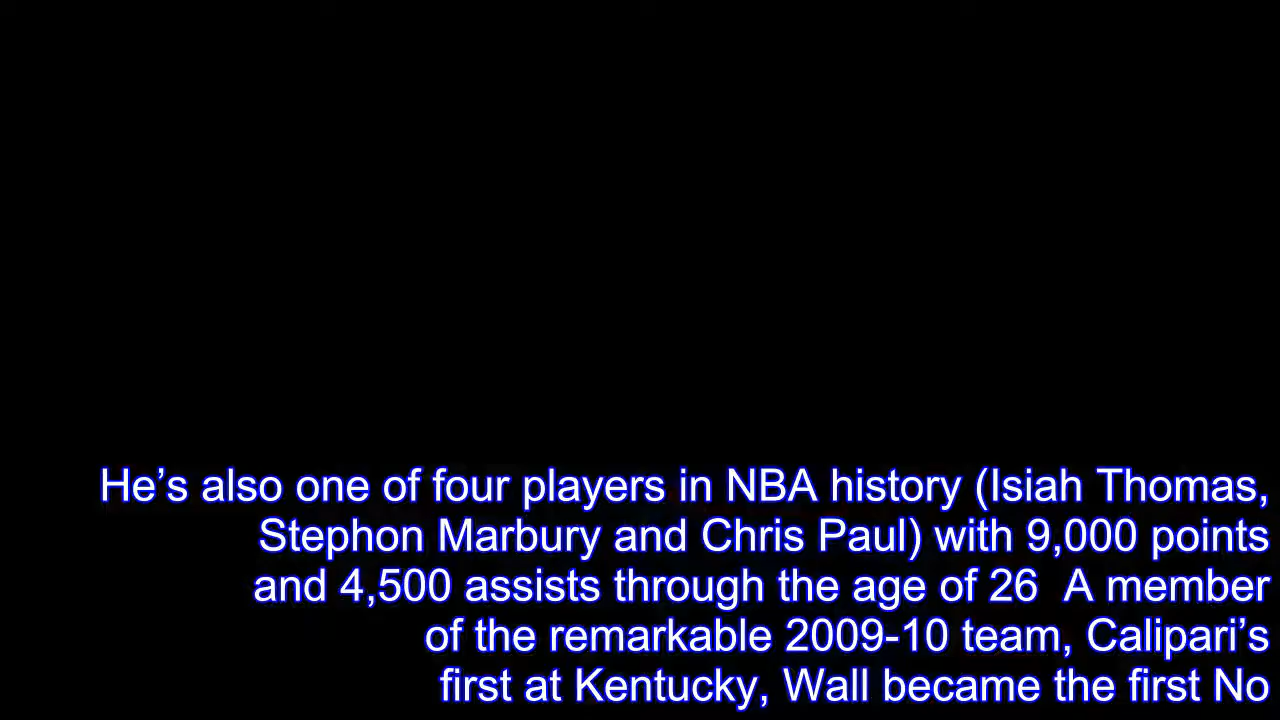 He’s also one of four players in NBA history (Isiah Thomas,
Stephon Marbury and Chris Paul) with 9,000 points
and 4,500 assists through the age of 26  A member
of the remarkable 2009-10 team, Calipari’s
first at Kentucky, Wall became the first No